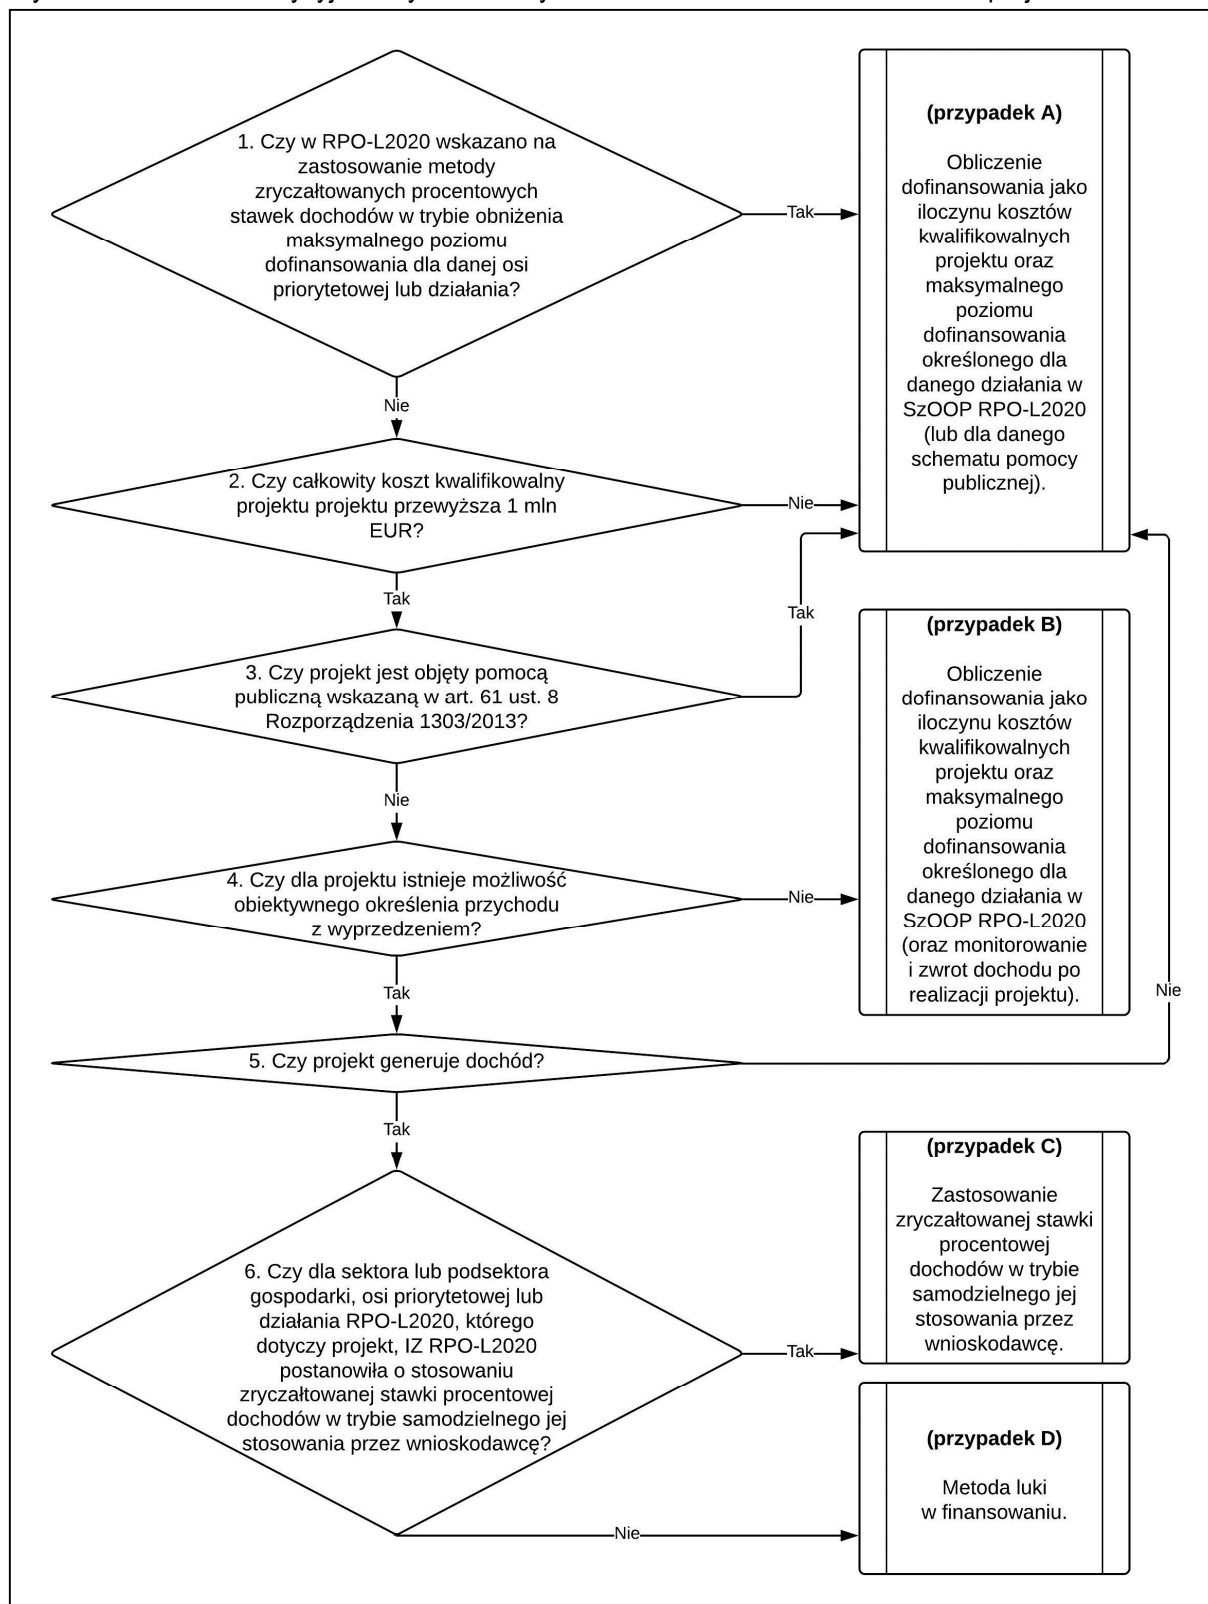 1. Czy w RPO-L2020 wskazano na
zastosowanie metody
zryczałtowanych procentowych
stawek dochodów w trybie obniżenia
maksymalnego poziomu
dofinansowania dla danej osi
priorytetowej lub działania?
Tak
(przypadek A)
Obliczenie
dofinansowania jako
iloczynu kosztów
kwalifikowalnych
projektu oraz
maksymalnego
poziomu
dofinansowania
określonego dla
danego działania w
SzOOP RPO-L2020
(lub dla danego
schematu pomocy
publicznej).
Nie
2. Czy całkowity koszt kwalifikowalny
projektu projektu przewyższa 1 mln
EUR?
Nie
Tak
3. Czy projekt jest objęty pomocą
publiczną wskazaną w art. 61 ust. 8
Rozporządzenia 1303/2013?
Tak
(przypadek B)
Obliczenie
dofinansowania jako
iloczynu kosztów
kwalifikowalnych
projektu oraz
maksymalnego
poziomu
dofinansowania
określonego dla
danego działania w
SzOOP RPO-L2020
(oraz monitorowanie
i zwrot dochodu po
realizacji projektu).
Nie
4. Czy dla projektu istnieje możliwość
obiektywnego określenia przychodu
z wyprzedzeniem?
Nie
Tak
5. Czy projekt generuje dochód?
Nie
Tak
(przypadek C)
Zastosowanie
zryczałtowanej stawki
procentowej
dochodów w trybie
samodzielnego jej
stosowania przez
wnioskodawcę.
6. Czy dla sektora lub podsektora
gospodarki, osi priorytetowej lub
działania RPO-L2020, którego
dotyczy projekt, IZ RPO-L2020
postanowiła o stosowaniu
zryczałtowanej stawki procentowej
dochodów w trybie samodzielnego jej
stosowania przez wnioskodawcę?
Tak
(przypadek D)
Metoda luki
w finansowaniu.
Nie